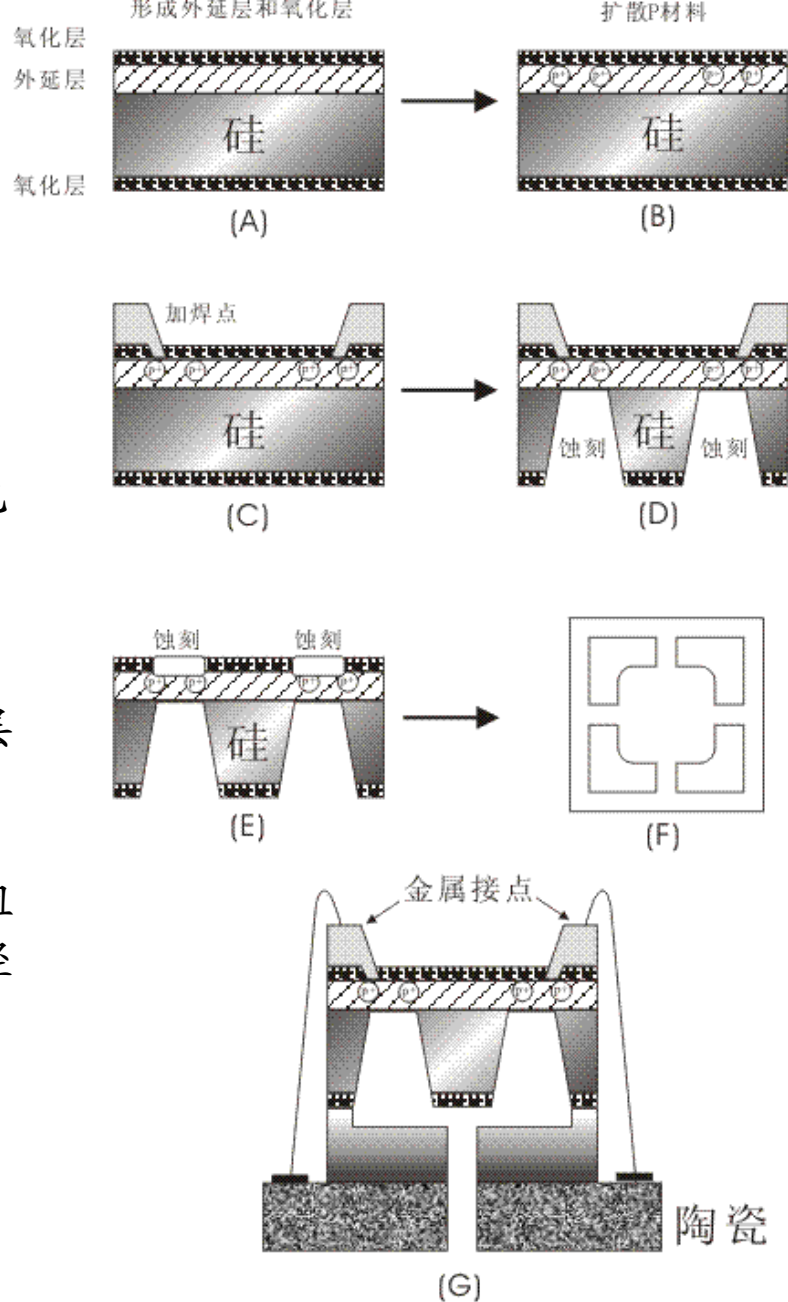 形成外延层和氧化层
扩散P材料
氧化层
外延层
氧化层
硅
p+ p+ p+ p+
硅
(A)
(B)
加焊点
p+ p+ p+ p+
p+ p+ p+ p+
硅
蚀刻 硅 蚀刻
(C)
(D)
蚀刻 蚀刻
p+ p+ p+ p+
硅
(E)
(F)
金属接点
p+ p+ p+ p+
陶瓷
(G)